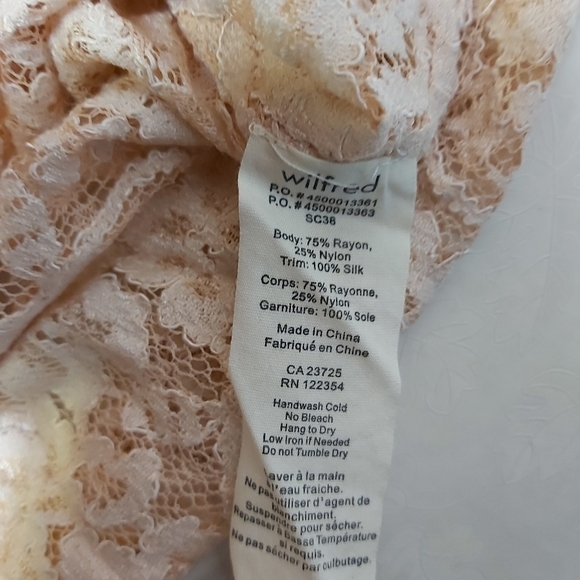 wilfred
P.O. #4500013361
P.O. #4500013363
SC36
Body: 75% Rayon,
25% Nylon
Trim: 100% Silk
Corps: 75% Rayonne,
25% Nylon
Garniture: 100% Soie
Made in China
Fabriqué en Chine
CA 23725
RN 122354
Handwash Cold
No Bleach
Hang to Dry
Low Iron if Needed
Do not Tumble Dry
Laver à la main
l'eau fraiche.
Ne pas utiliser d'agent de
blanchiment.
Suspendre pour sécher.
Repasser à Basse Température
si requis.
Ne pas sécher par culbutage.